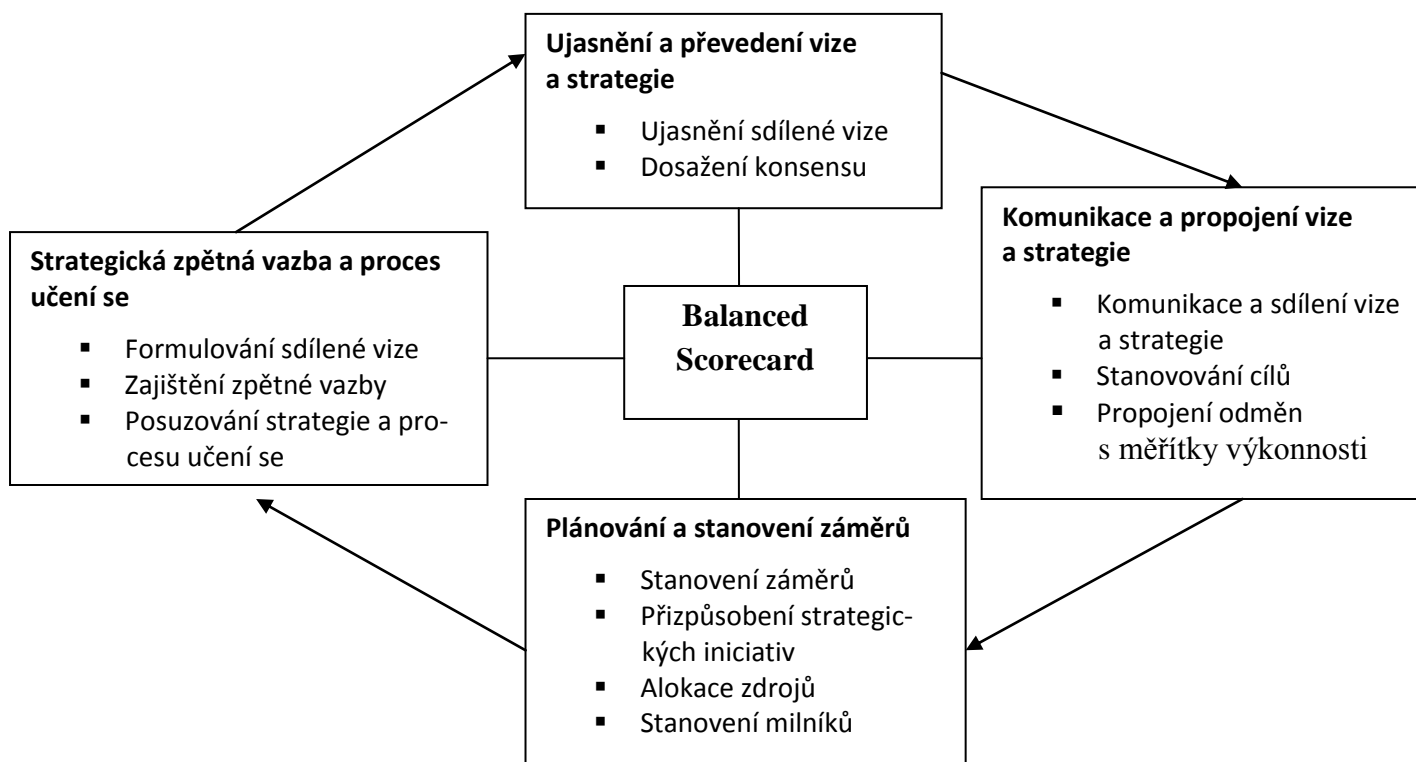 Ujasnění a převedení vize
a strategie
▪ Ujasnění sdílené vize
▪ Dosažení konsensu
Komunikace a propojení vize
a strategie
▪ Komunikace a sdílení vize
a strategie
▪ Stanovování cílů
▪ Propojení odměn
s měřítky výkonnosti
Strategická zpětná vazba a proces
učení se
▪ Formulování sdílené vize
▪ Zajištění zpětné vazby
▪ Posuzování strategie a pro-
cesu učení se
Balanced
Scorecard
Plánování a stanovení záměrů
▪ Stanovení záměrů
▪ Přizpůsobení strategic-
kých iniciativ
▪ Alokace zdrojů
▪ Stanovení milníků